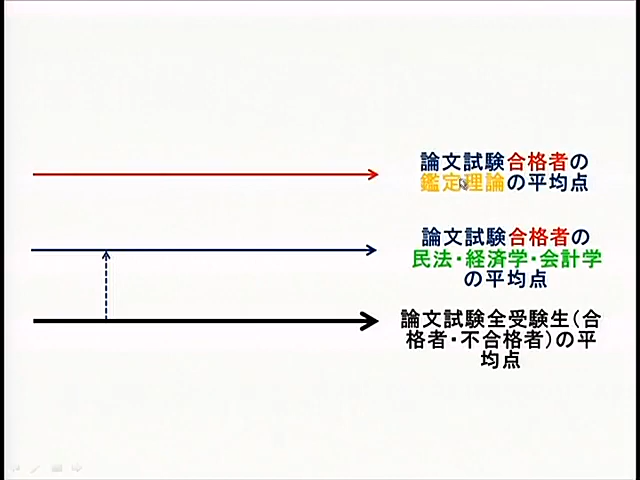 論文試験合格者の
鑑定理論の平均点
論文試験合格者の
民法・経済学・会計学
の平均点
論文試験全受験生(合
格者・不合格者)の平
均点